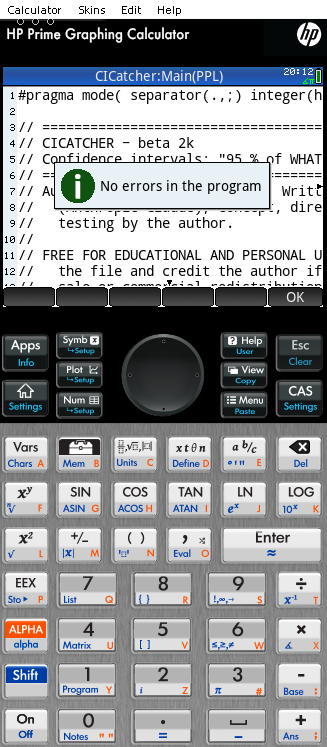 Calculator Skins Edit Help
HP Prime Graphing Calculator hp
CICatcher:Main(PPL) 20:12
1 #pragma mode( separator(.,;) integer(h
2
3 // ====================================
4 // CICATCHER – beta 2k
5 // Confidence intervals: "95 % of WHAT
6 //
7 // Writt
No errors in the program
8 //
9 // testing by the author.
10 //
11 // FREE FOR EDUCATIONAL AND PERSONAL U
12 // the file and credit the author if
OK
Apps Info
Symb Setup
Plot Setup
Num Setup
Settings
Help User
View Copy
Menu Paste
Esc Clear
CAS Settings
Vars Chars A
Mem B
Units C
x t θ n Define D
a b/c E
Del
xʸ F
SIN ASIN G
COS ACOS H
TAN ATAN I
LN eˣ J
LOG 10ˣ K
x² √ L
+/- |x| M
( ) N
, Eval O
Enter ≈
EEX Sto ▸ P
7 List Q
8 { } R
9 !,∞,→ S
÷ x⁻¹ T
ALPHA alpha
4 Matrix U
5 [ ] V
6 ≤,≥,≠ W
× ∡ X
Shift
1 Program Y
2 i Z
3 π #
- Base :
On Off
0 Notes " "
. =
_
+ Ans ;